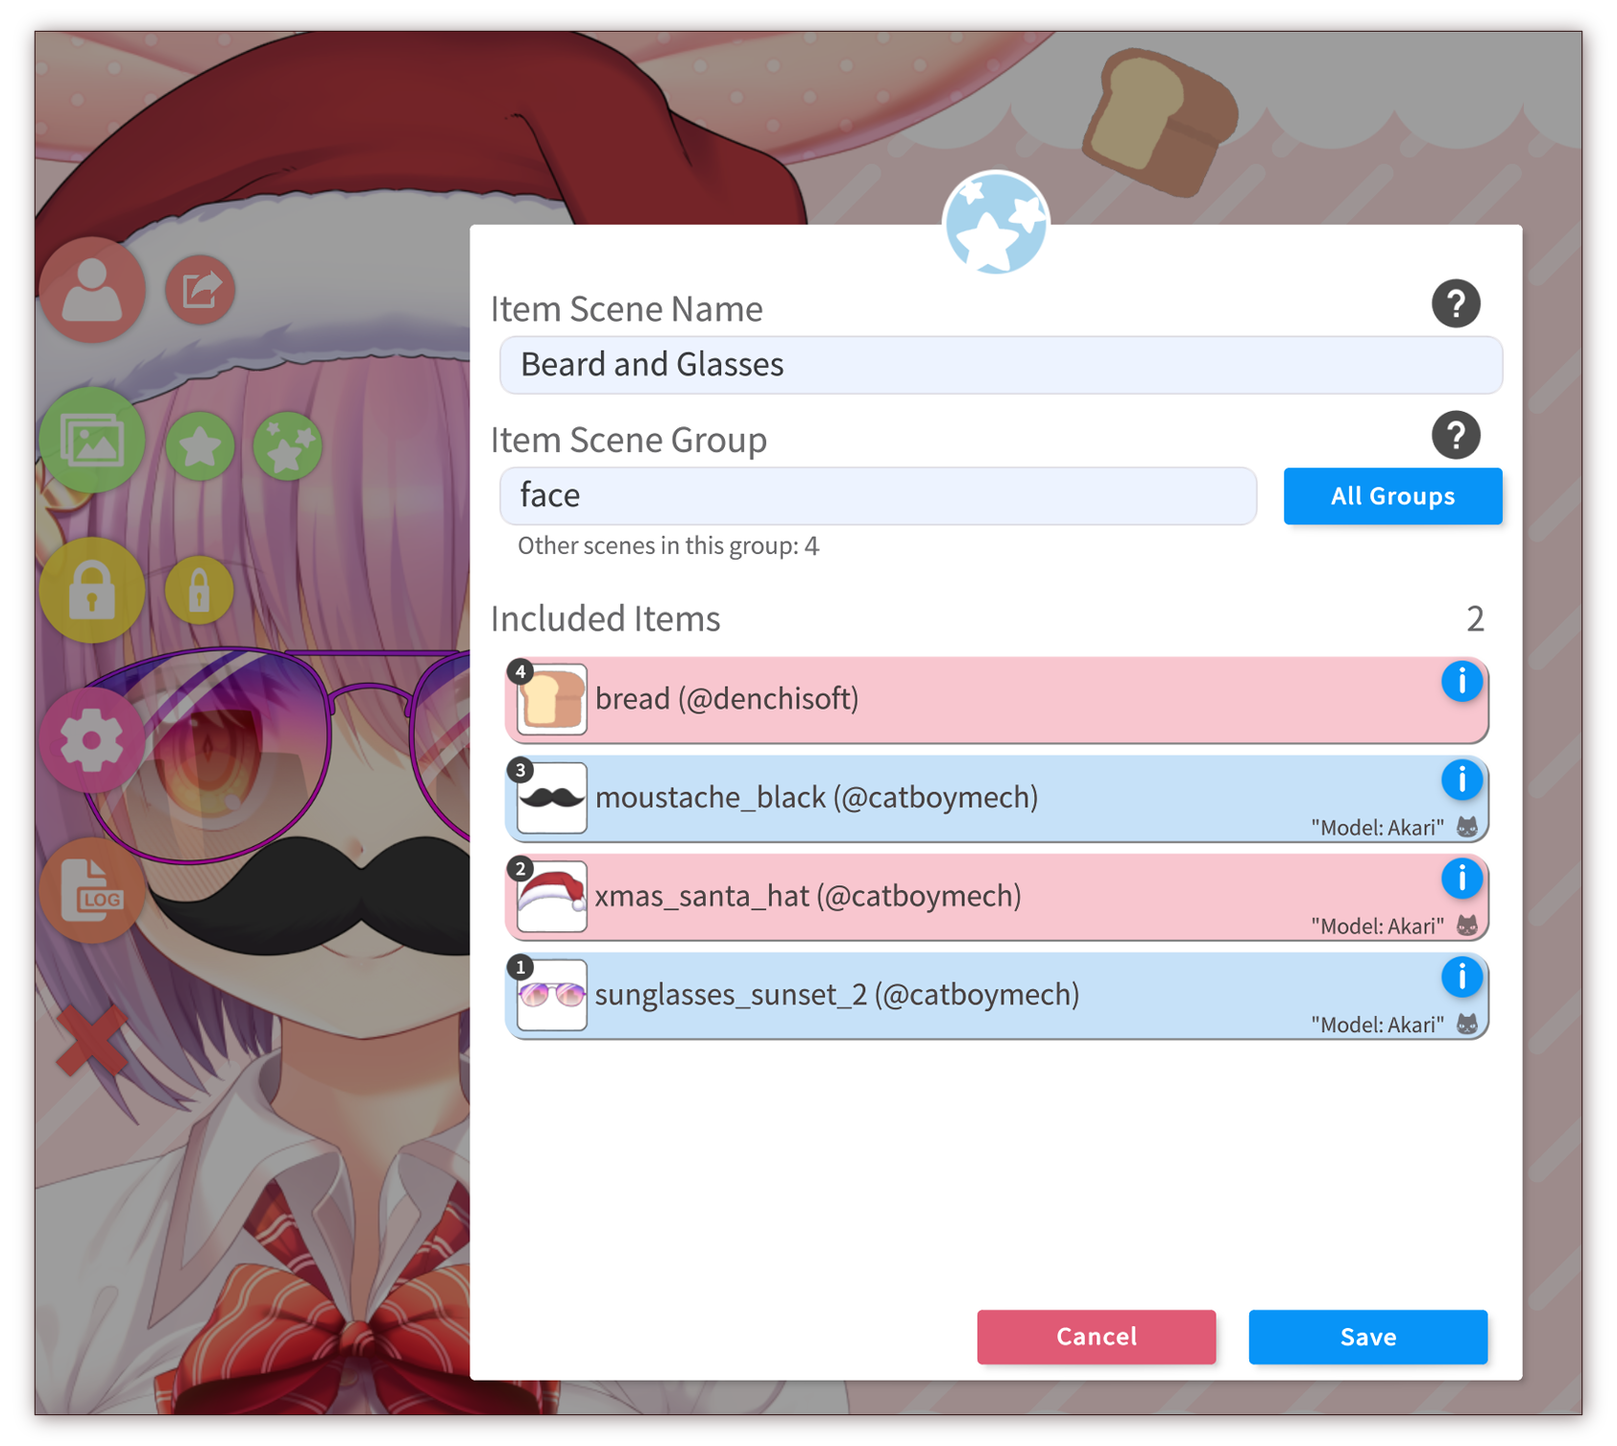 Item Scene Name
?
Beard and Glasses
Item Scene Group
?
face
All Groups
Other scenes in this group: 4
Included Items
2
4
bread (@denchisoft)
i
3
moustache_black (@catboymech)
i
"Model: Akari"
2
xmas_santa_hat (@catboymech)
i
"Model: Akari"
1
sunglasses_sunset_2 (@catboymech)
i
"Model: Akari"
LOG
Cancel
Save